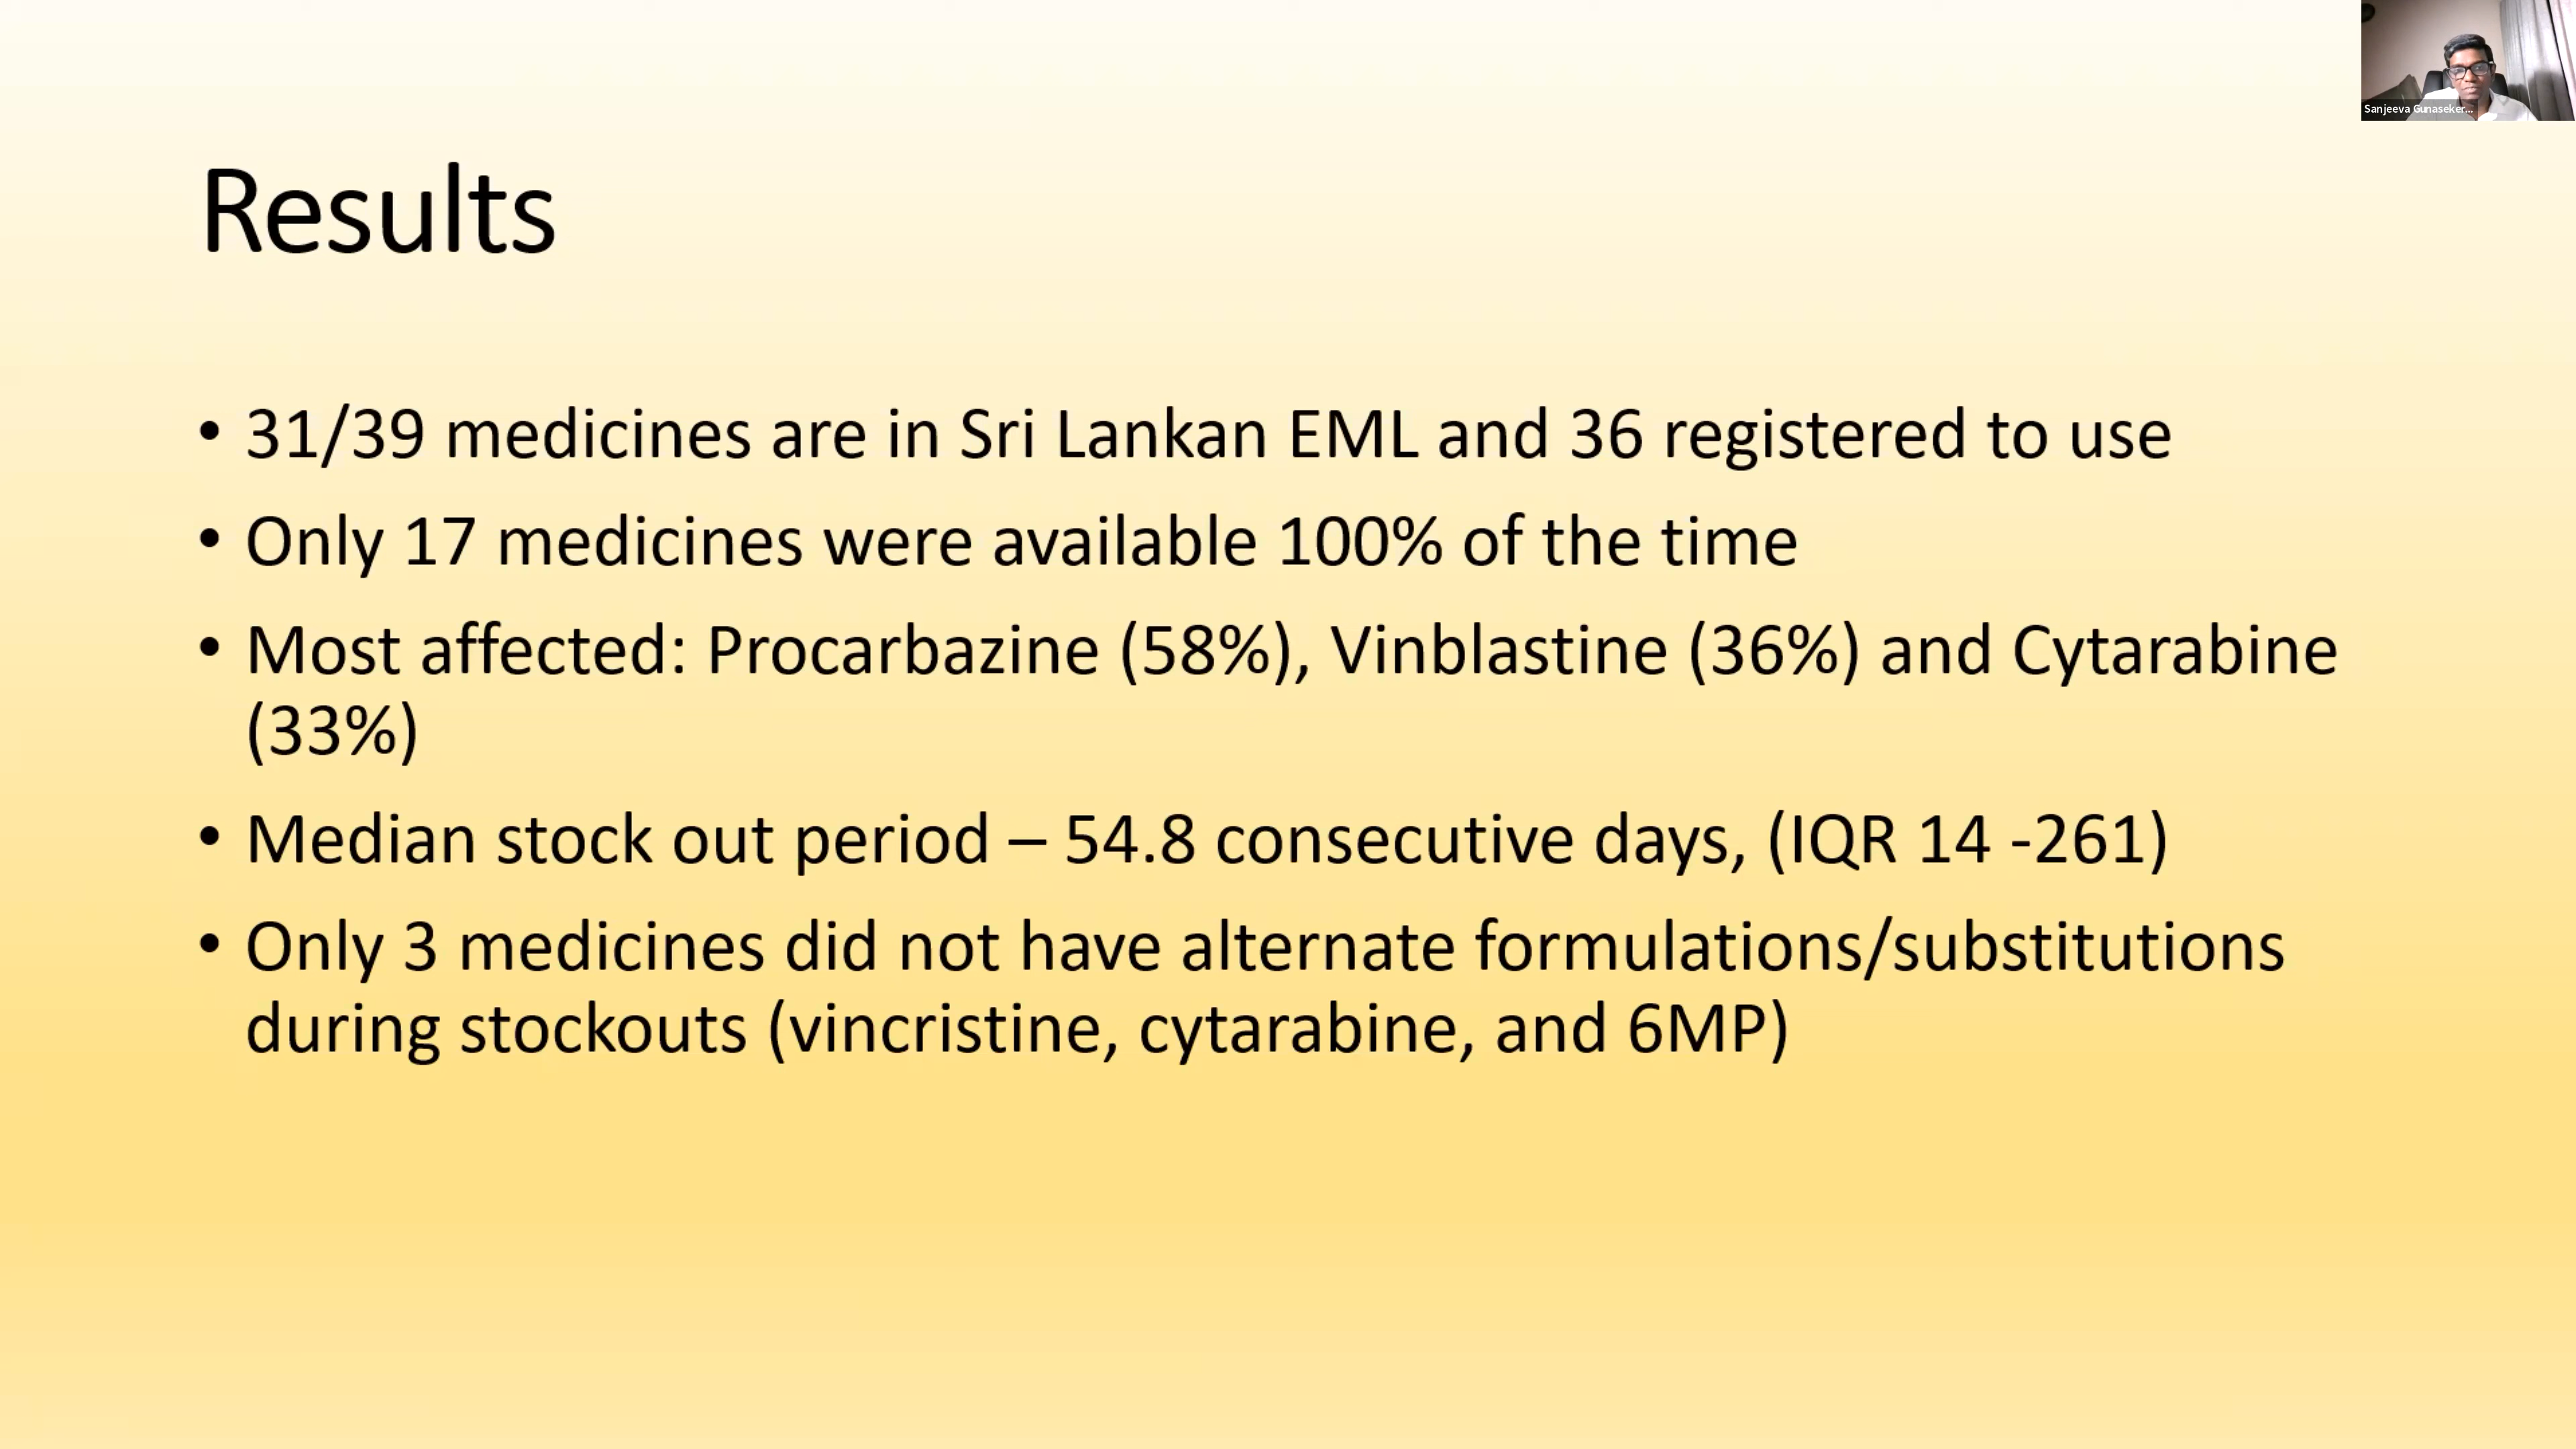 Sanjeeva Gunaseker...
Results
• 31/39 medicines are in Sri Lankan EML and 36 registered to use
• Only 17 medicines were available 100% of the time
• Most affected: Procarbazine (58%), Vinblastine (36%) and Cytarabine
(33%)
• Median stock out period – 54.8 consecutive days, (IQR 14 -261)
• Only 3 medicines did not have alternate formulations/substitutions
during stockouts (vincristine, cytarabine, and 6MP)